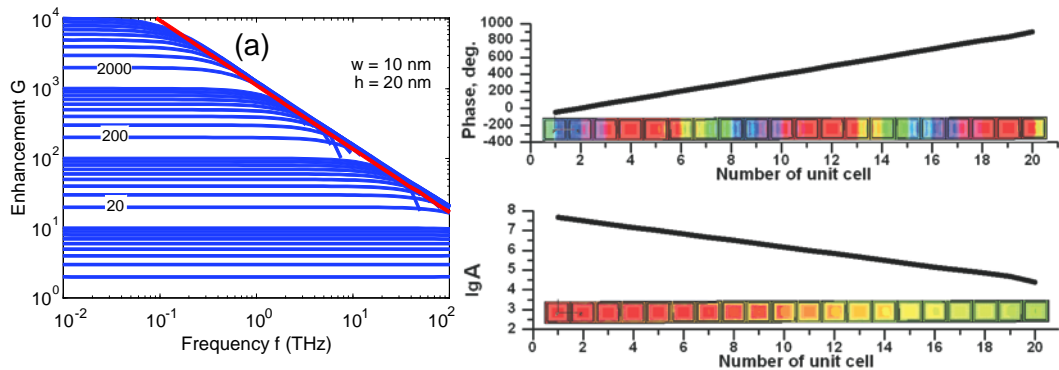 (a)
w = 10 nm
h = 20 nm
2000
200
20
Enhancement G
10^4
10^3
10^2
10^1
10^0
10^-2
10^-1
10^0
10^1
10^2
Frequency f (THz)
Phase, deg.
1000
800
600
400
200
0
-200
-400
0 2 4 6 8 10 12 14 16 18 20
Number of unit cell
lgA
8
7
6
5
4
3
2
0 2 4 6 8 10 12 14 16 18 20
Number of unit cell